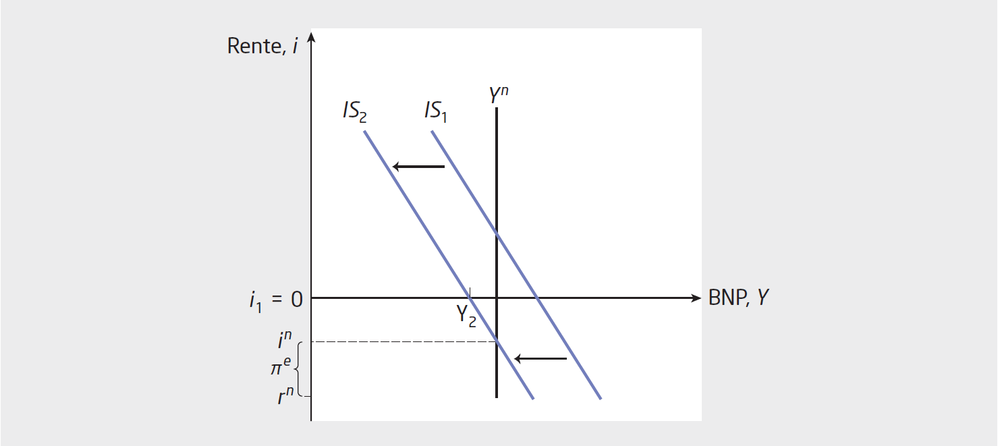 Rente, i
Yⁿ
IS₂
IS₁
i₁ = 0
BNP, Y
Y₂
iⁿ
πᵉ
rⁿ